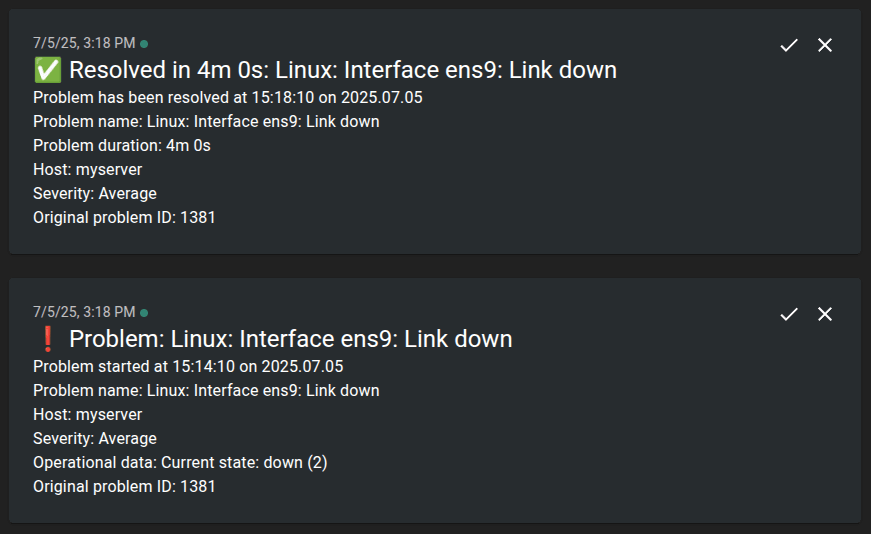 7/5/25, 3:18 PM
✅ Resolved in 4m 0s: Linux: Interface ens9: Link down
Problem has been resolved at 15:18:10 on 2025.07.05
Problem name: Linux: Interface ens9: Link down
Problem duration: 4m 0s
Host: myserver
Severity: Average
Original problem ID: 1381
7/5/25, 3:18 PM
❗ Problem: Linux: Interface ens9: Link down
Problem started at 15:14:10 on 2025.07.05
Problem name: Linux: Interface ens9: Link down
Host: myserver
Severity: Average
Operational data: Current state: down (2)
Original problem ID: 1381